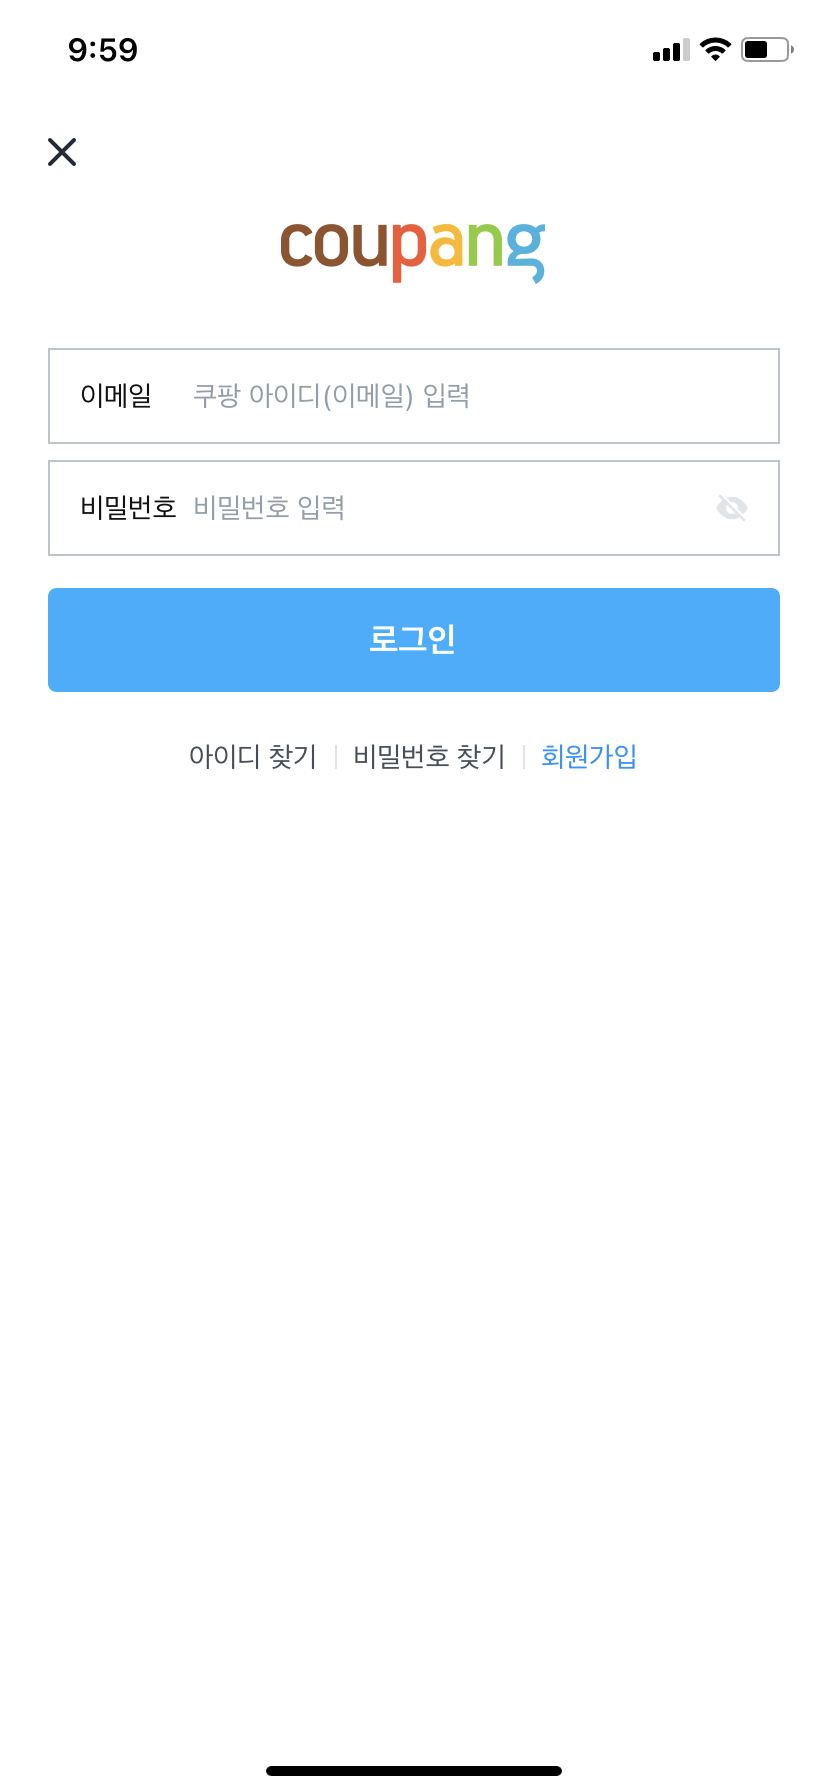 9:59
coupang
이메일 쿠팡 아이디(이메일) 입력
비밀번호 비밀번호 입력
로그인
아이디 찾기 비밀번호 찾기 회원가입